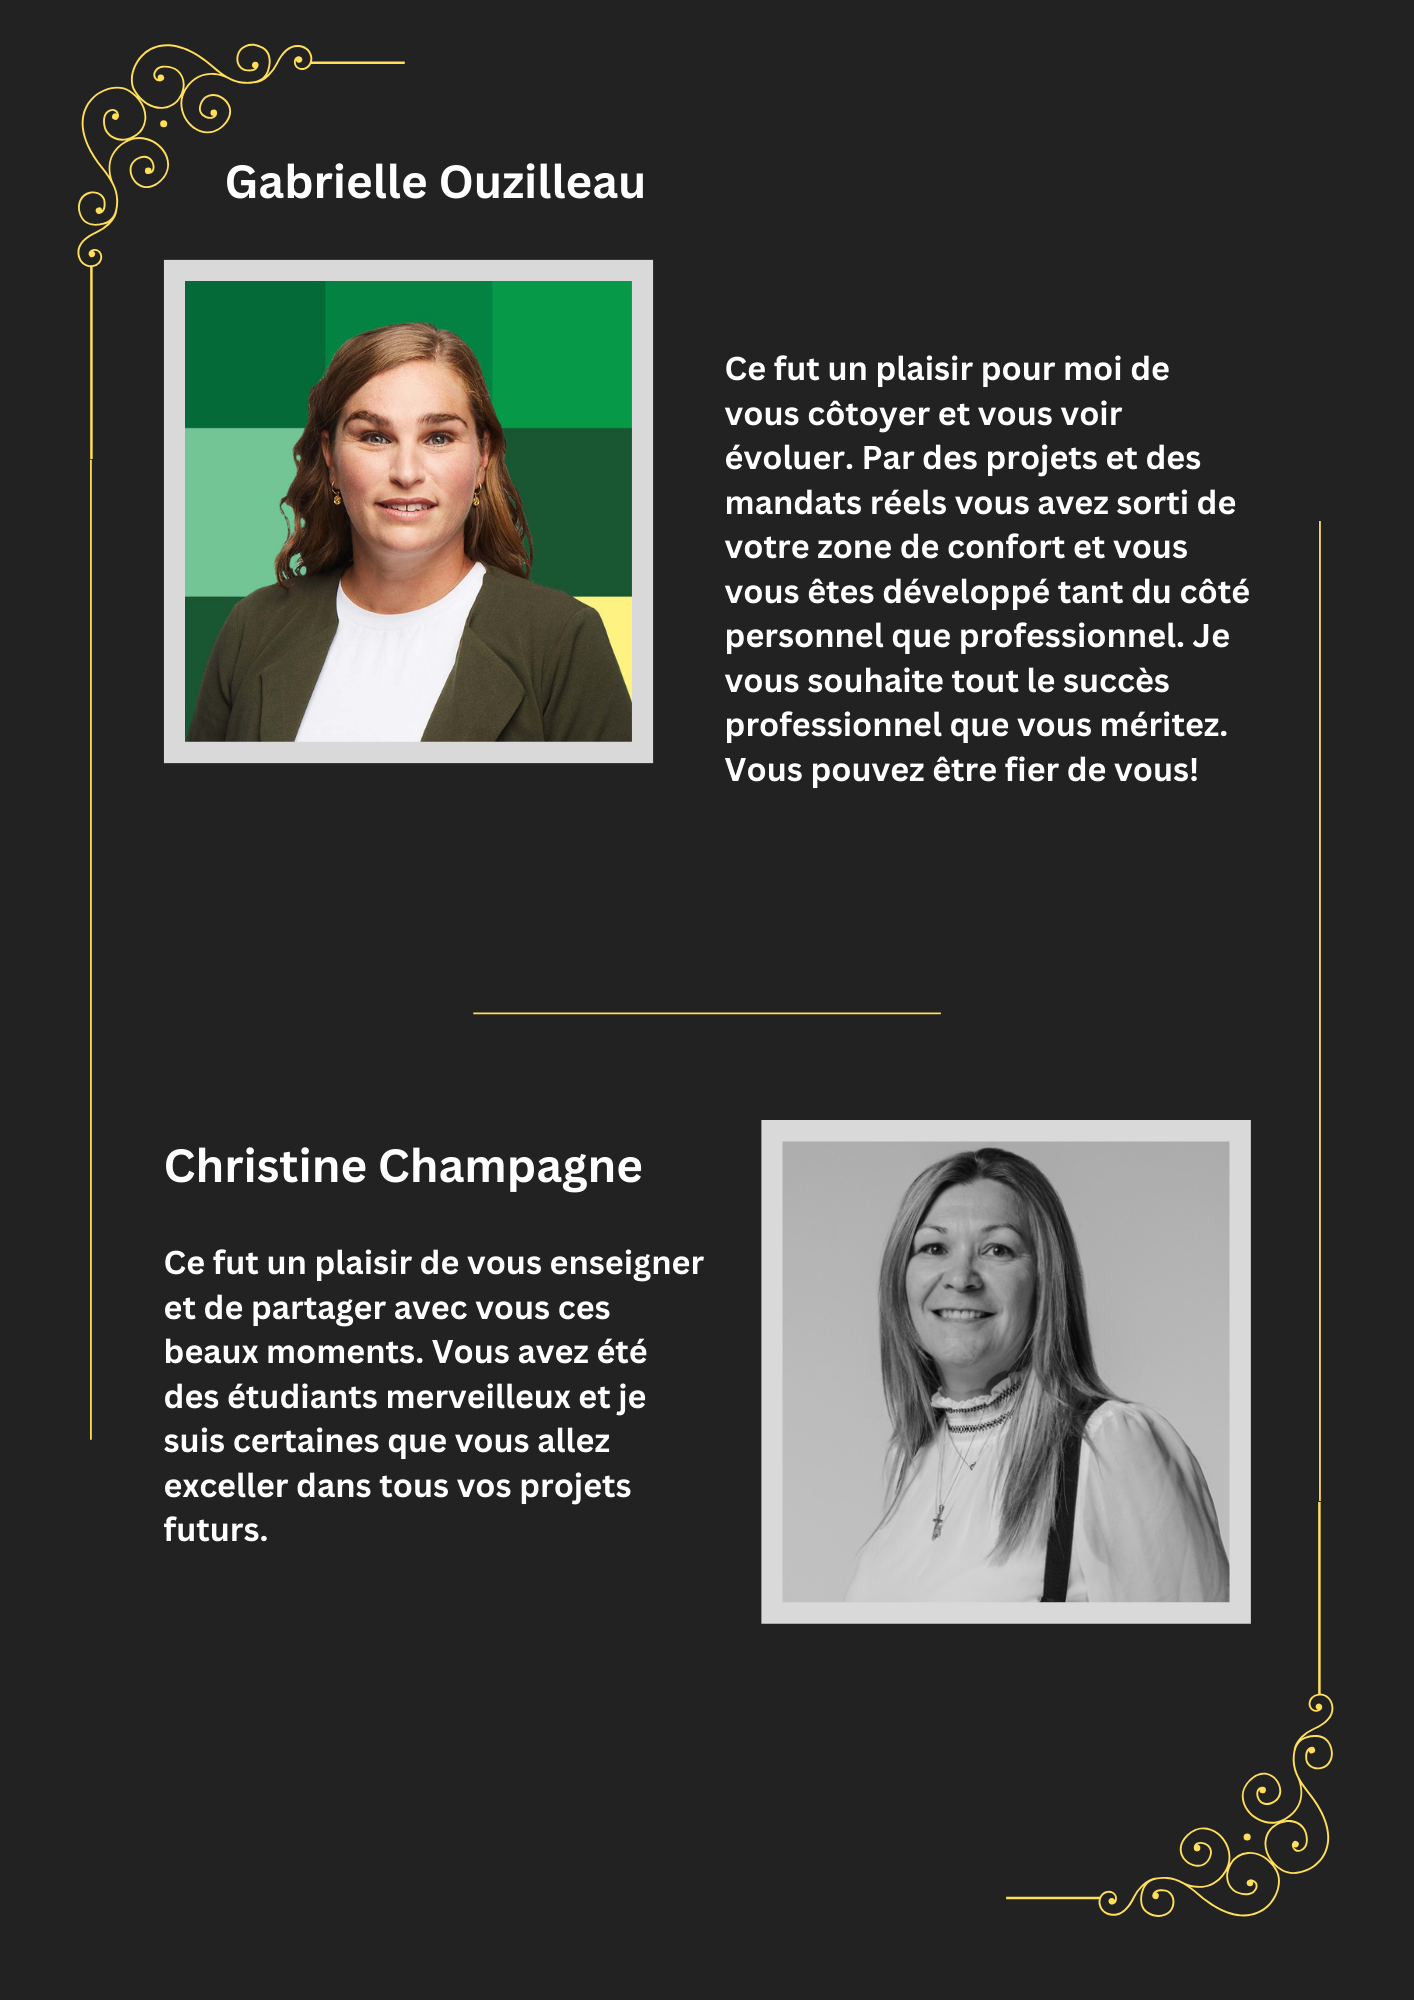 Gabrielle Ouzilleau
Ce fut un plaisir pour moi de
vous côtoyer et vous voir
évoluer. Par des projets et des
mandats réels vous avez sorti de
votre zone de confort et vous
vous êtes développé tant du côté
personnel que professionnel. Je
vous souhaite tout le succès
professionnel que vous méritez.
Vous pouvez être fier de vous!
Christine Champagne
Ce fut un plaisir de vous enseigner
et de partager avec vous ces
beaux moments. Vous avez été
des étudiants merveilleux et je
suis certaines que vous allez
exceller dans tous vos projets
futurs.